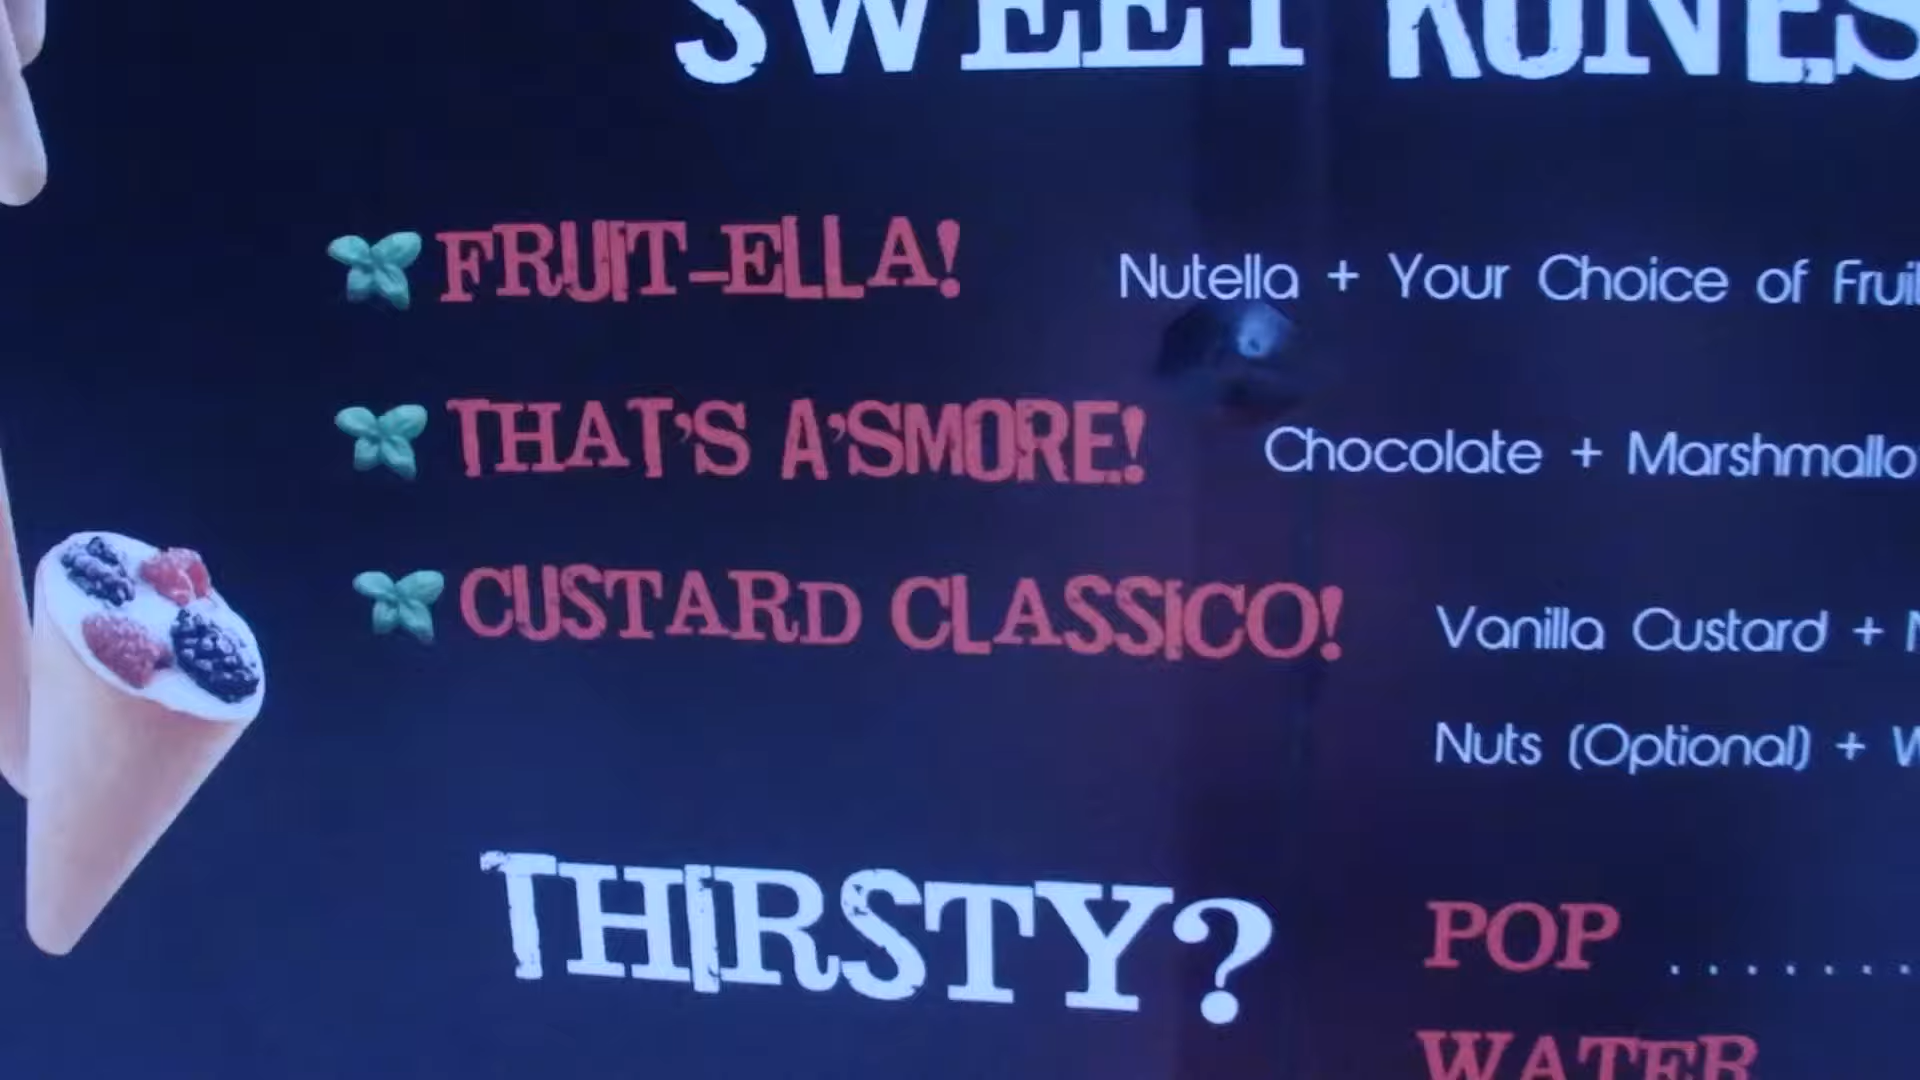 SWEET KONES
FRUIT-ELLA! Nutella + Your Choice of Fruit
THAT'S A'SMORE! Chocolate + Marshmallo
CUSTARD CLASSICO! Vanilla Custard +
Nuts (Optional) +
THIRSTY?
POP ........
WATER